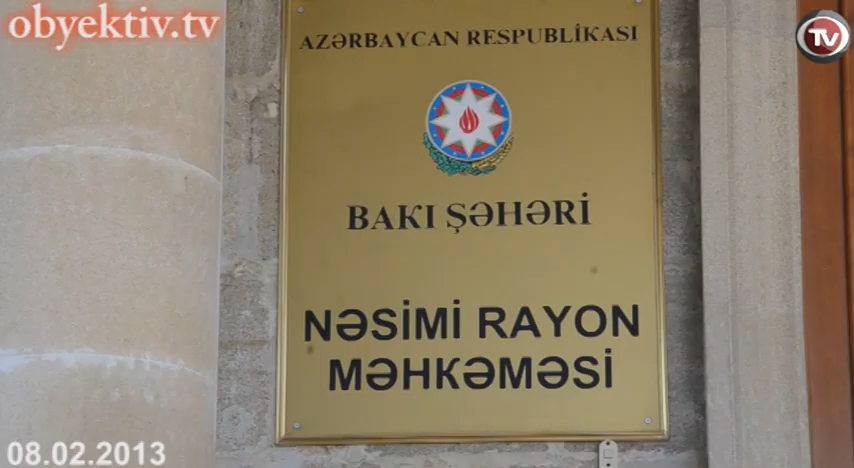 obyektiv.tv
TV
AZƏRBAYCAN RESPUBLİKASI
BAKI ŞƏHƏRİ
NƏSİMİ RAYON
MƏHKƏMƏSİ
08.02.2013